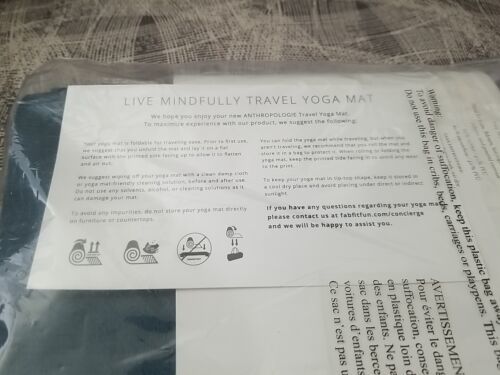 LIVE MINDFULLY TRAVEL YOGA MAT
We hope you enjoy your new ANTHROPOLOGIE Travel Yoga Mat.
To maximize experience with our product, we suggest the following:
Your yoga mat is foldable for traveling ease. Prior to first use,
we suggest that you unfold the mat and lay it on a flat
surface with the printed side facing up to allow it to flatten
and air out.
We suggest wiping off your yoga mat with a clean damp cloth
or yoga mat-friendly cleaning solution, before and after use.
Do not use any solvents, alcohol, or cleaning solutions as it
can damage your mat.
To avoid any impurities, do not store your yoga mat directly
on furniture or countertops.
You can fold the yoga mat while traveling, but when you
aren't traveling, we recommend that you roll the mat and
store it in a bag to protect it. When rolling or folding the
yoga mat, keep the printed side facing in to avoid any wear
to the print.
To keep your yoga mat in tip-top shape, keep it stored in
a cool dry place and avoid placing under direct or indirect
sunlight.
If you have any questions regarding your yoga mat,
please contact us at fabfitfun.com/concierge
and we will be happy to assist you.
Warning:
To avoid danger of suffocation, keep this plastic bag away
Do not use this bag in cribs, beds, carriages or playpens. This
AVERTISSEMEN
Pour éviter le dan
suffocation, conse
en plastique loin d
des enfants. Ne pa
sac dans les berce
voitures d'enfants
Ce sac n'est pas u